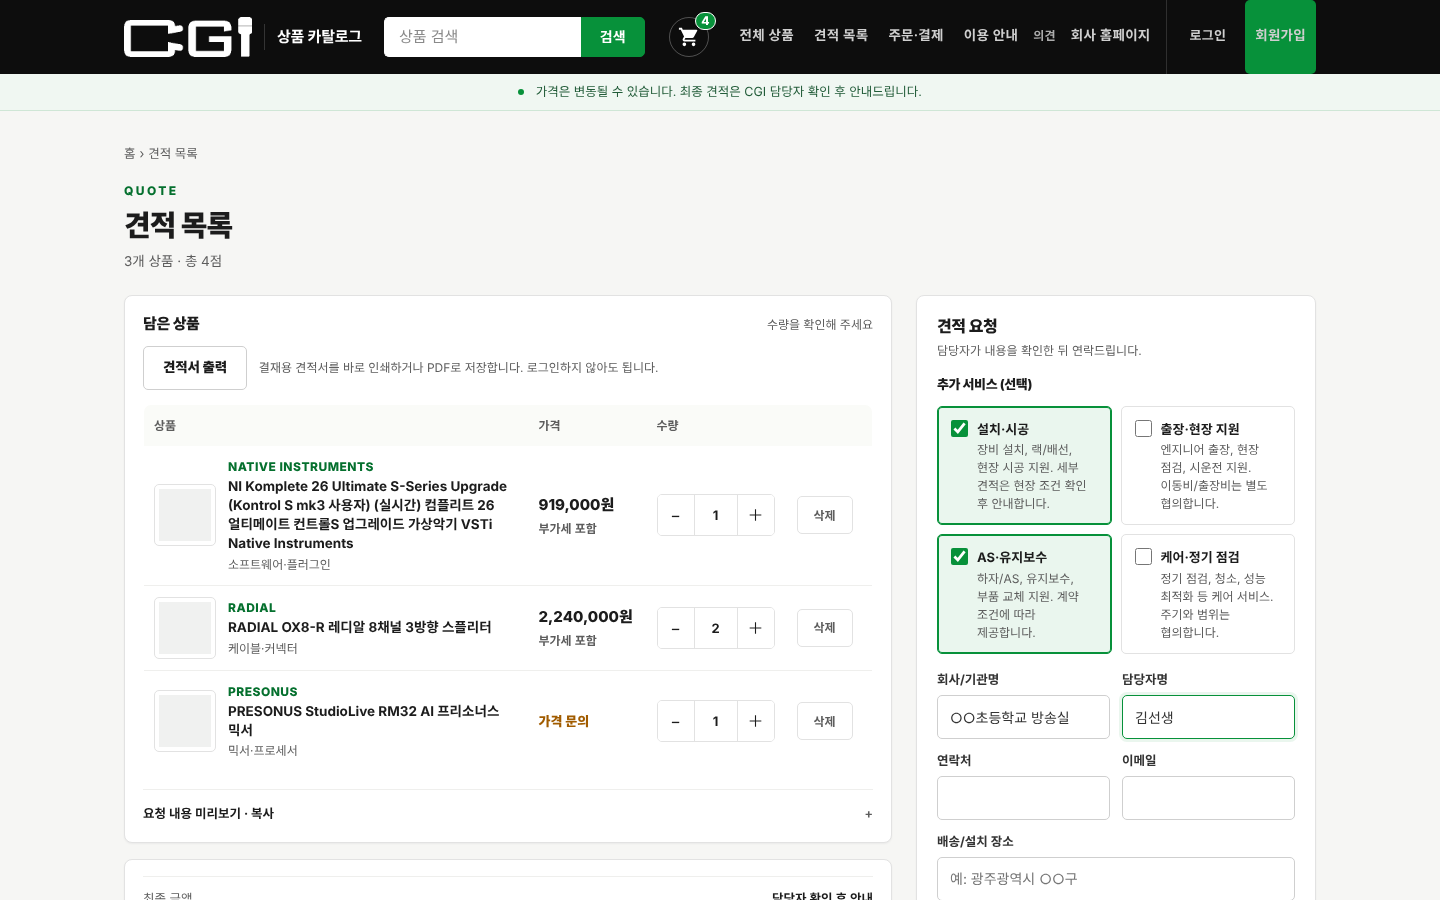 CGI
상품 카탈로그
상품 검색
검색
4
전체 상품
견적 목록
주문·결제
이용 안내
의견
회사 홈페이지
로그인
회원가입
가격은 변동될 수 있습니다. 최종 견적은 CGI 담당자 확인 후 안내드립니다.
홈 › 견적 목록
QUOTE
견적 목록
3개 상품 · 총 4점
담은 상품
수량을 확인해 주세요
견적서 출력
결재용 견적서를 바로 인쇄하거나 PDF로 저장합니다. 로그인하지 않아도 됩니다.
상품
가격
수량
NATIVE INSTRUMENTS
NI Komplete 26 Ultimate S-Series Upgrade
(Kontrol S mk3 사용자) (실시간) 컴플리트 26
얼티메이트 컨트롤S 업그레이드 가상악기 VSTi
Native Instruments
소프트웨어·플러그인
919,000원
부가세 포함
– 1 +
삭제
RADIAL
RADIAL OX8-R 레디알 8채널 3방향 스플리터
케이블·커넥터
2,240,000원
부가세 포함
– 2 +
삭제
PRESONUS
PRESONUS StudioLive RM32 AI 프리소너스
믹서
믹서·프로세서
가격 문의
– 1 +
삭제
요청 내용 미리보기 · 복사
+
최종 금액
담당자 확인 후 안내
견적 요청
담당자가 내용을 확인한 뒤 연락드립니다.
추가 서비스 (선택)
설치·시공
장비 설치, 랙/배선,
현장 시공 지원. 세부
견적은 현장 조건 확인
후 안내합니다.
출장·현장 지원
엔지니어 출장, 현장
점검, 시운전 지원.
이동비/출장비는 별도
협의합니다.
AS·유지보수
하자/AS, 유지보수,
부품 교체 지원. 계약
조건에 따라
제공합니다.
케어·정기 점검
정기 점검, 청소, 성능
최적화 등 케어 서비스.
주기와 범위는
협의합니다.
회사/기관명
담당자명
○○초등학교 방송실
김선생
연락처
이메일
배송/설치 장소
예: 광주광역시 ○○구